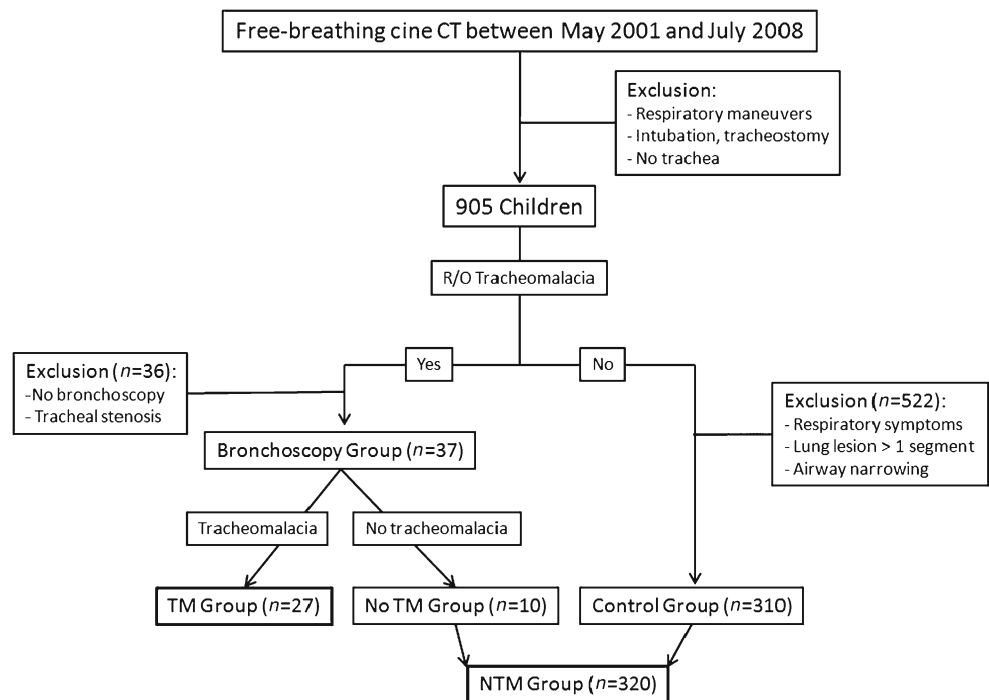 Free-breathing cine CT between May 2001 and July 2008
Exclusion:
- Respiratory maneuvers
- Intubation, tracheostomy
- No trachea
905 Children
R/O Tracheomalacia
Yes
No
Exclusion (n=36):
-No bronchoscopy
- Tracheal stenosis
Exclusion (n=522):
- Respiratory symptoms
- Lung lesion > 1 segment
- Airway narrowing
Bronchoscopy Group (n=37)
Tracheomalacia
No tracheomalacia
TM Group (n=27)
No TM Group (n=10)
Control Group (n=310)
NTM Group (n=320)